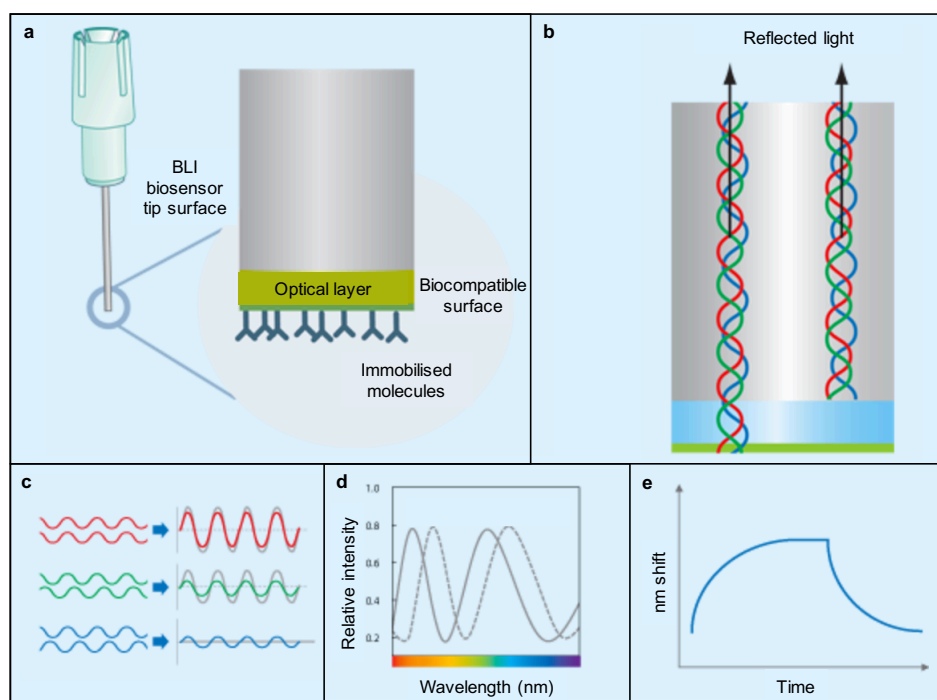 a
BLI
biosensor
tip surface
Optical layer
Biocompatible
surface
Immobilised
molecules
b
Reflected light
c
d
1.0
0.8
0.6
0.4
0.2
Relative intensity
Wavelength (nm)
e
nm shift
Time